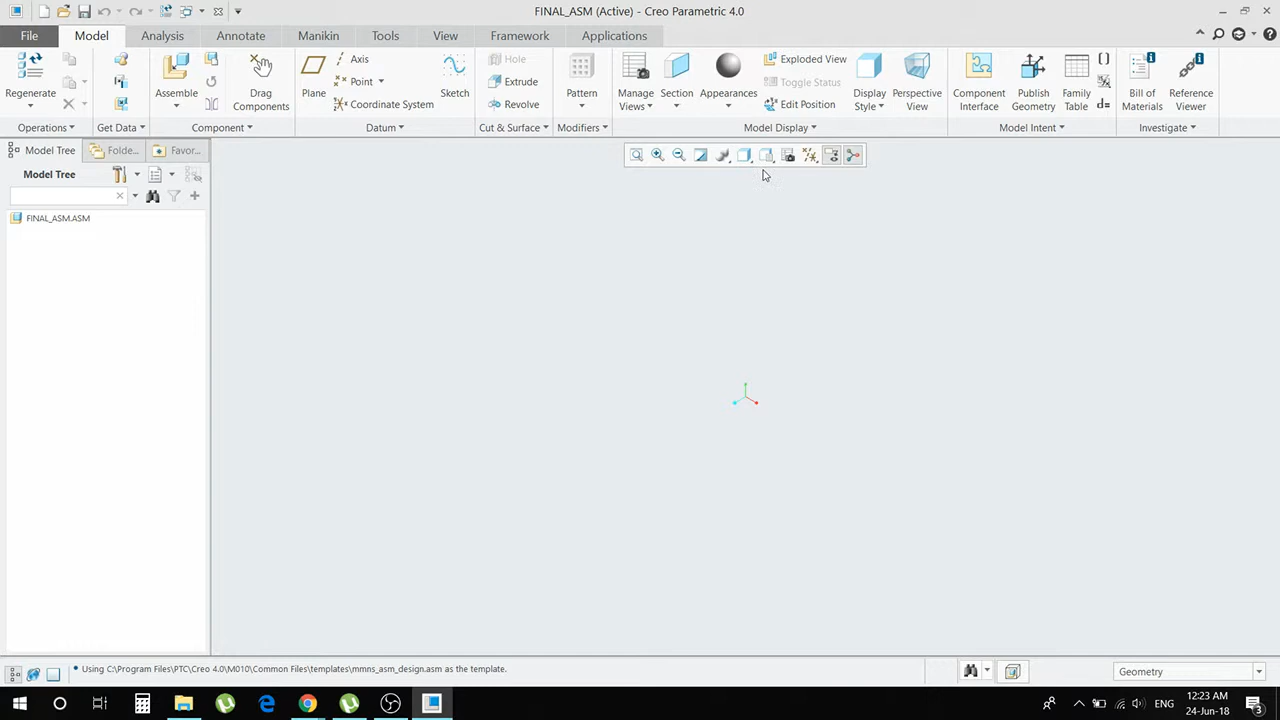 FINAL_ASM (Active) - Creo Parametric 4.0
File Model Analysis Annotate Manikin Tools View Framework Applications
Regenerate
Operations
Get Data
Assemble
Drag Components
Component
Plane
Axis
Point
Coordinate System
Sketch
Datum
Hole
Extrude
Revolve
Cut & Surface
Pattern
Modifiers
Manage Views
Section
Appearances
Exploded View
Toggle Status
Edit Position
Display Style
Perspective View
Model Display
Component Interface
Publish Geometry
Family Table
Model Intent
Bill of Materials
Reference Viewer
Investigate
Model Tree Folde... Favor...
Model Tree
FINAL_ASM.ASM
Using C:\Program Files\PTC\Creo 4.0\M010\Common Files\templates\mmns_asm_design.asm as the template.
Geometry
ENG
12:23 AM
24-Jun-18
3